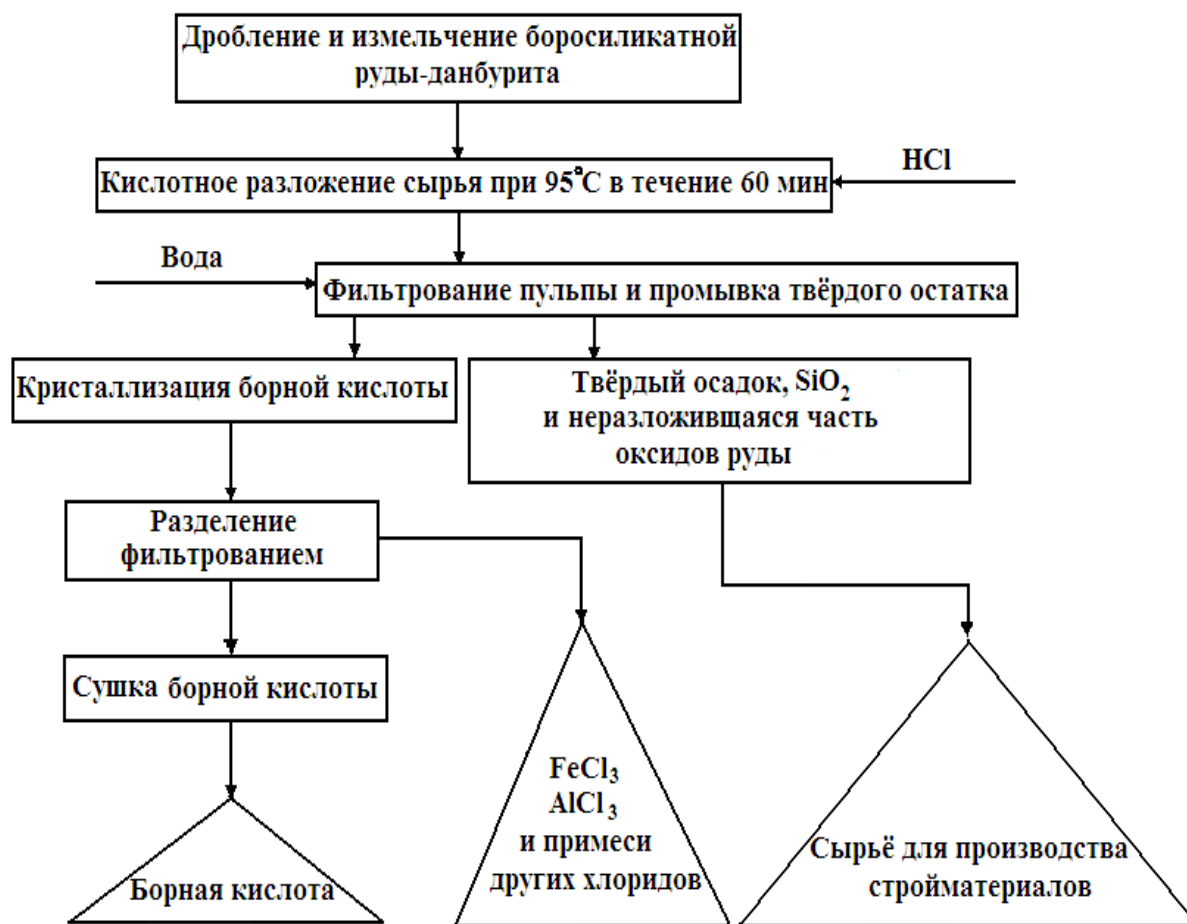 Дробление и измельчение боросиликатной
руды-данбурита
HCl
Кислотное разложение сырья при 95°С в течение 60 мин
Вода
Фильтрование пульпы и промывка твёрдого остатка
Кристаллизация борной кислоты
Твёрдый осадок, SiO₂
и неразложившаяся часть
оксидов руды
Разделение
фильтрованием
Сушка борной кислоты
FeCl₃
AlCl₃
и примеси
других хлоридов
Борная кислота
Сырьё для производства
стройматериалов